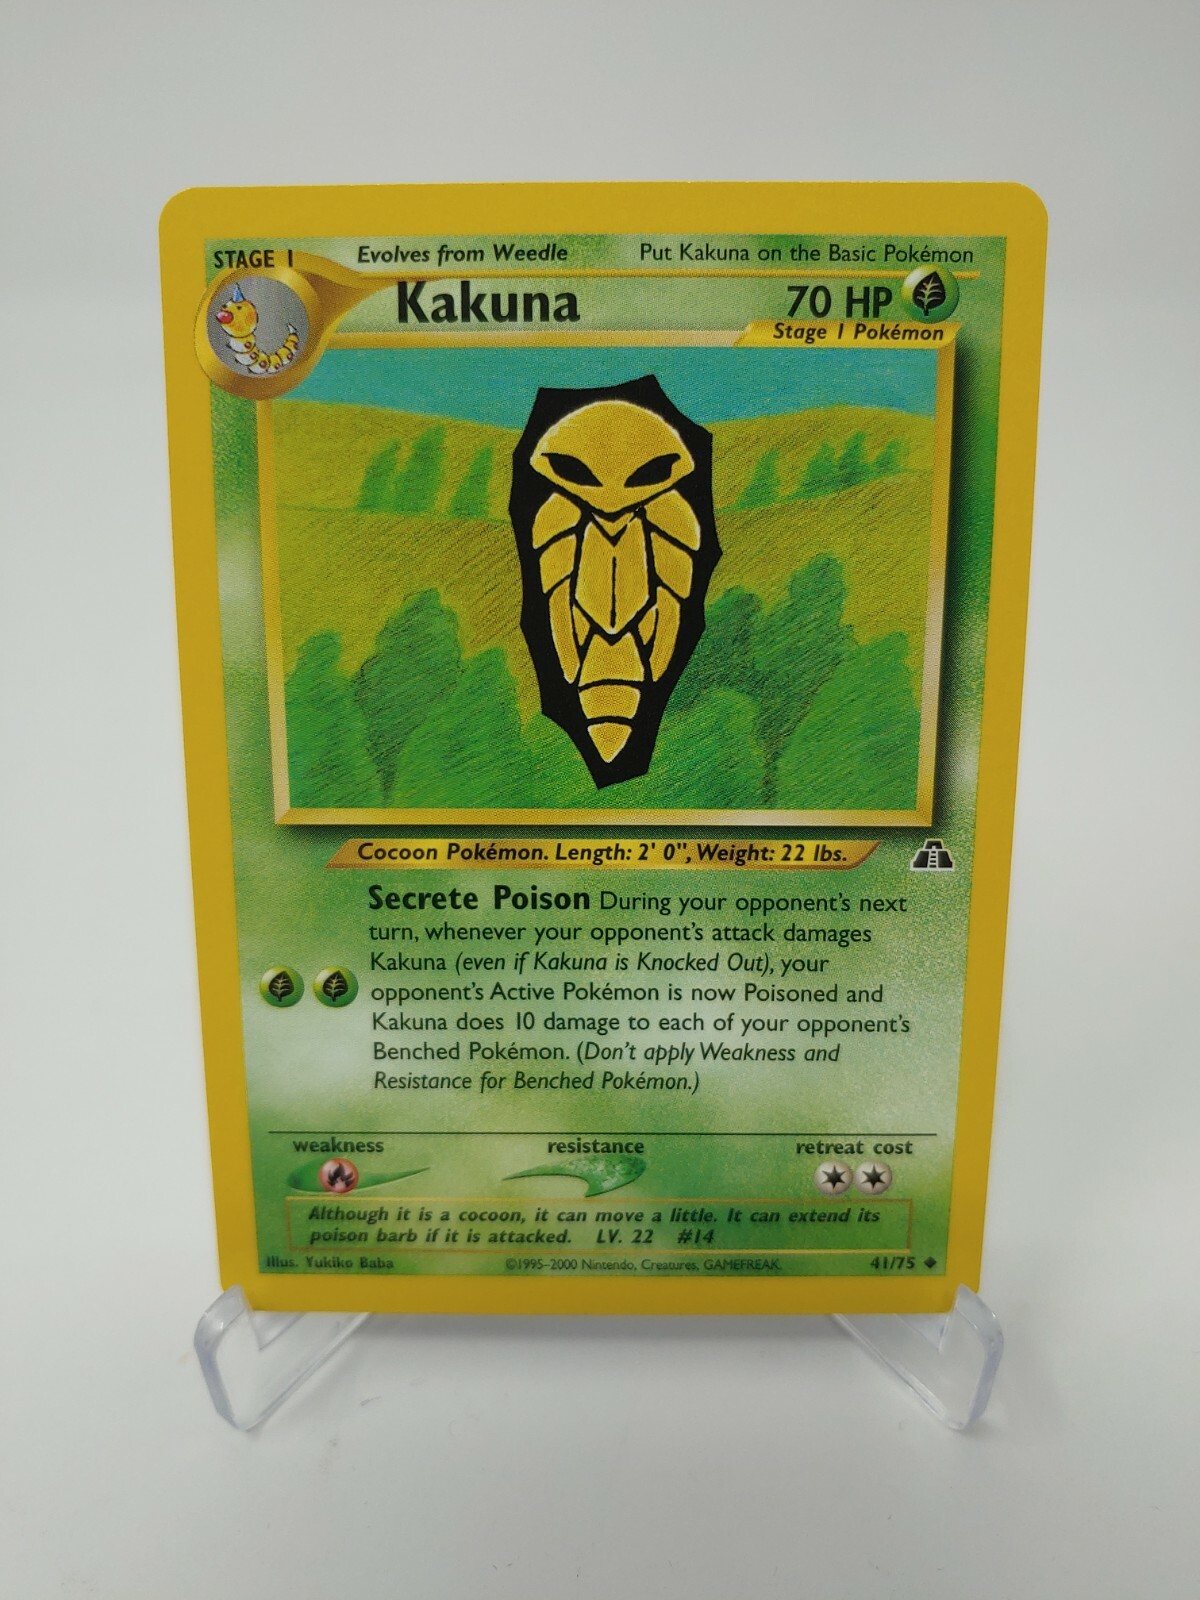 STAGE 1 Evolves from Weedle Put Kakuna on the Basic Pokémon
Kakuna 70 HP
Stage 1 Pokémon
Cocoon Pokémon. Length: 2' 0", Weight: 22 lbs.
Secrete Poison During your opponent's next
turn, whenever your opponent's attack damages
Kakuna (even if Kakuna is Knocked Out), your
opponent's Active Pokémon is now Poisoned and
Kakuna does 10 damage to each of your opponent's
Benched Pokémon. (Don't apply Weakness and
Resistance for Benched Pokémon.)
weakness resistance retreat cost
Although it is a cocoon, it can move a little. It can extend its
poison barb if it is attacked. LV. 22 #14
Illus. Yukiko Baba ©1995–2000 Nintendo, Creatures, GAMEFREAK. 41/75 ◆